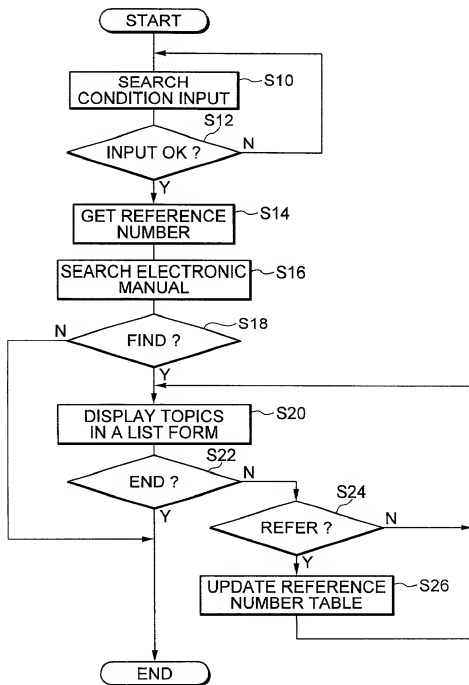 START
SEARCH
CONDITION INPUT
S10
S12
INPUT OK ?
N
Y
GET REFERENCE
NUMBER
S14
SEARCH ELECTRONIC
MANUAL
S16
S18
N
FIND ?
Y
DISPLAY TOPICS
IN A LIST FORM
S20
S22
END ?
N
Y
S24
REFER ?
N
Y
UPDATE REFERENCE
NUMBER TABLE
S26
END